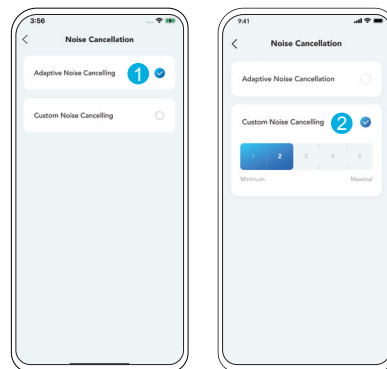 3:56
Noise Cancellation
Adaptive Noise Cancelling 1
Custom Noise Cancelling
9:41
Noise Cancellation
Adaptive Noise Cancellation
Custom Noise Cancelling 2
1 2 3 4 5
Minimum Maximal